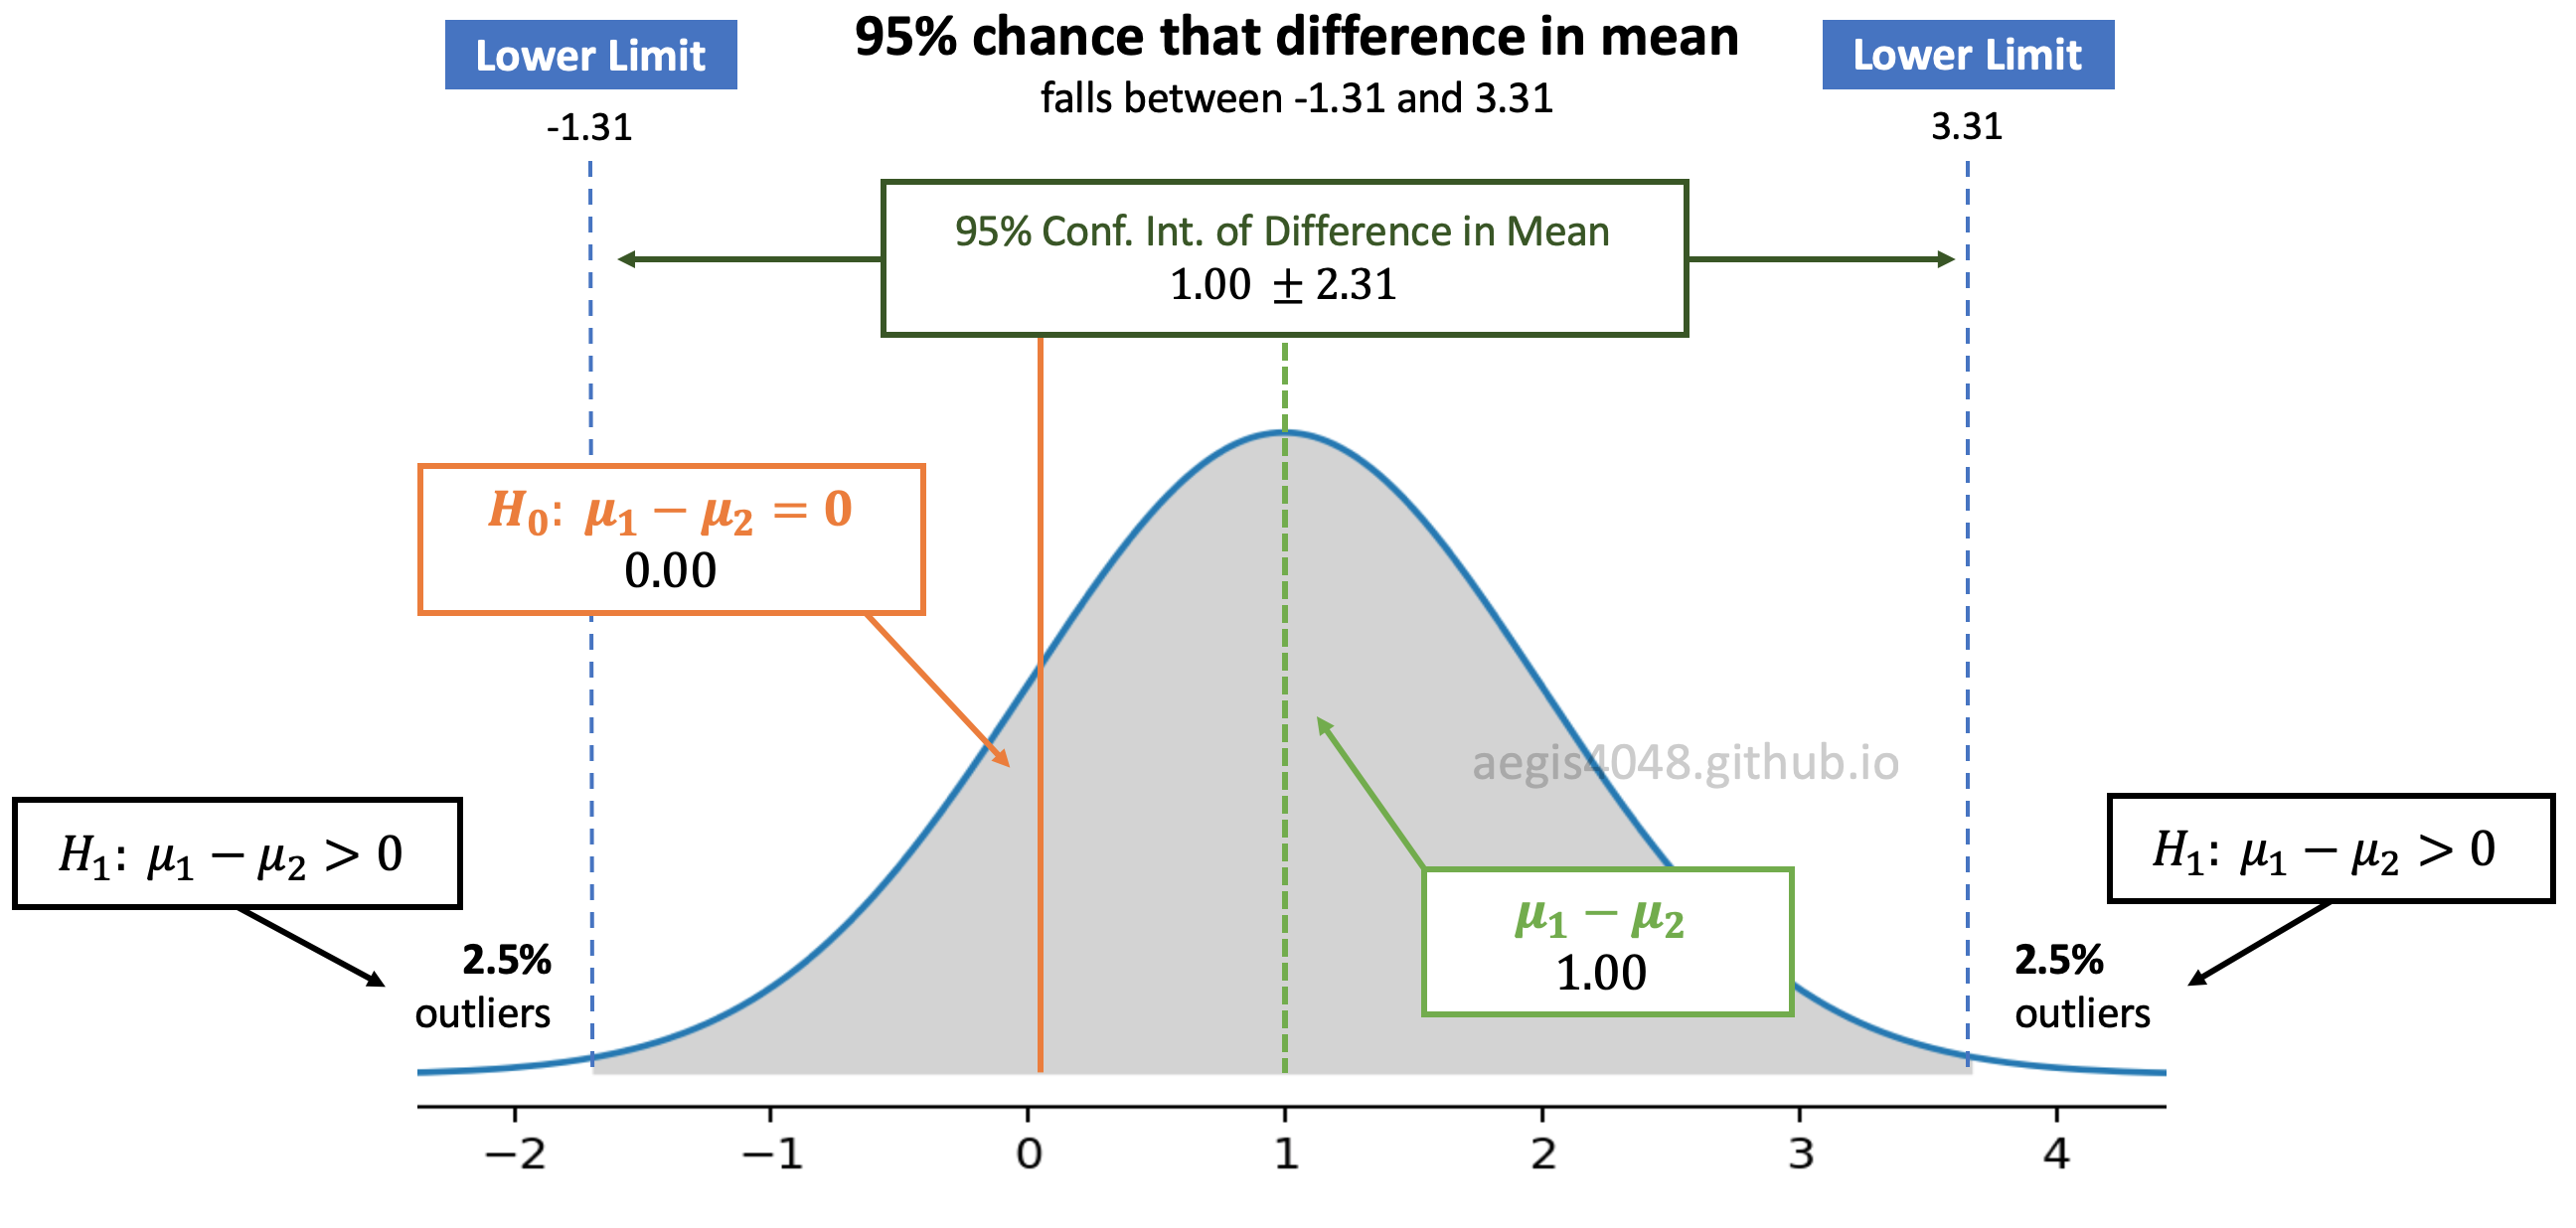 95% chance that difference in mean
falls between -1.31 and 3.31
Lower Limit
-1.31
Lower Limit
3.31
95% Conf. Int. of Difference in Mean
1.00 ± 2.31
H₀: μ₁ − μ₂ = 0
0.00
aegis4048.github.io
H₁: μ₁ − μ₂ > 0
H₁: μ₁ − μ₂ > 0
μ₁ − μ₂
1.00
2.5%
outliers
2.5%
outliers
−2 −1 0 1 2 3 4